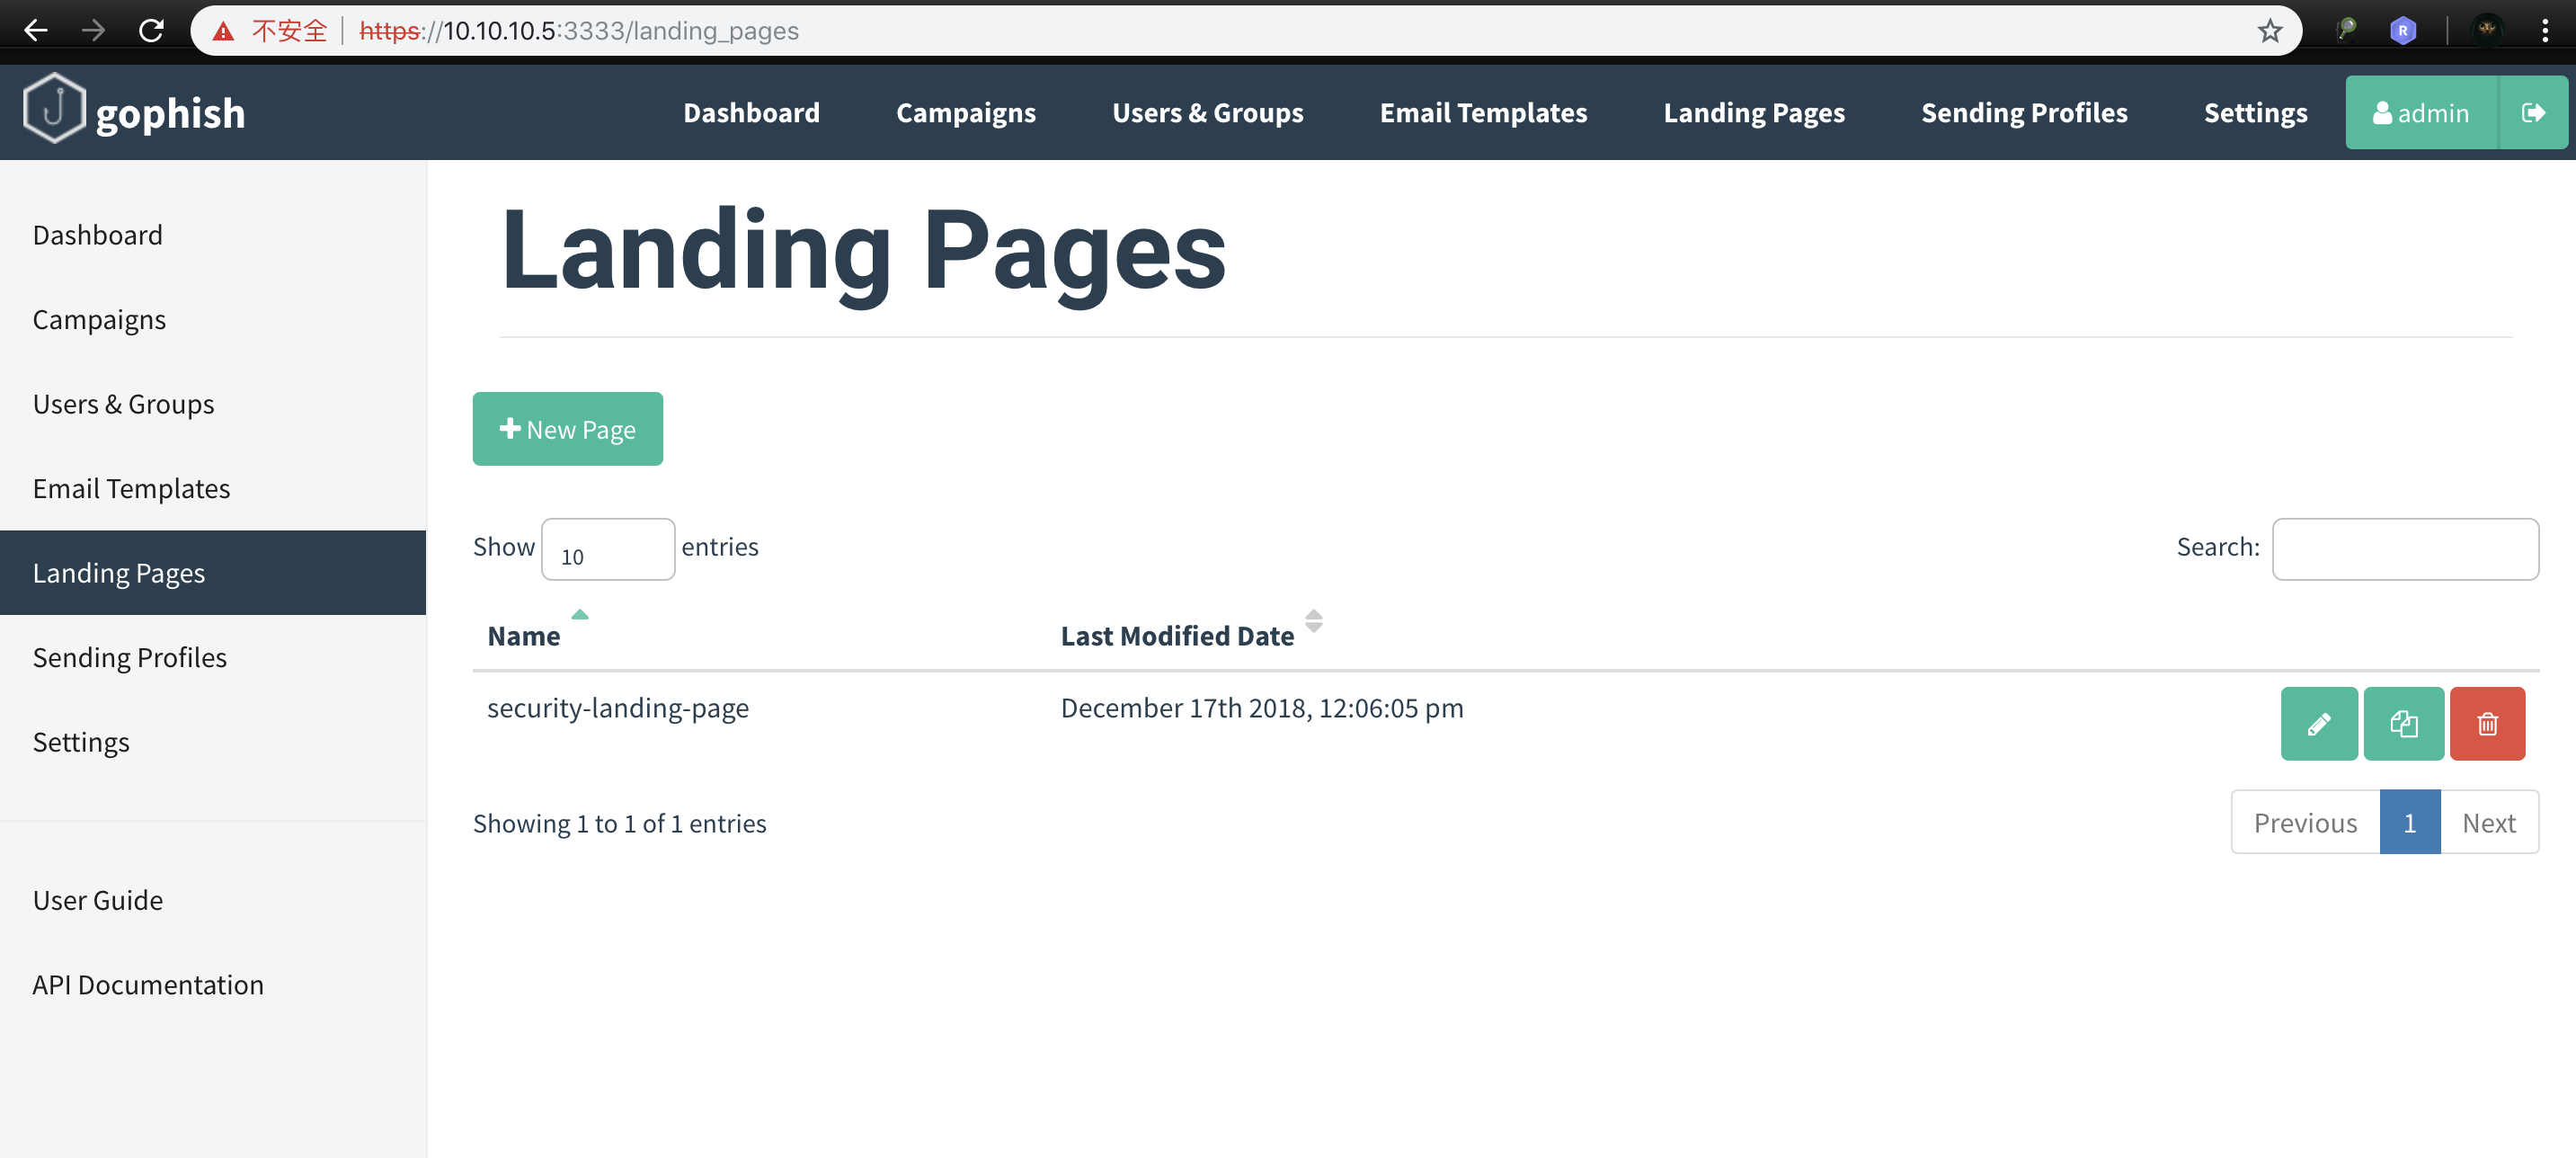 不安全 https://10.10.10.5:3333/landing_pages
gophish Dashboard Campaigns Users & Groups Email Templates Landing Pages Sending Profiles Settings admin
Dashboard
Campaigns
Users & Groups
Email Templates
Landing Pages
Sending Profiles
Settings
User Guide
API Documentation
Landing Pages
New Page
Show 10 entries Search:
Name Last Modified Date
security-landing-page December 17th 2018, 12:06:05 pm
Showing 1 to 1 of 1 entries Previous 1 Next